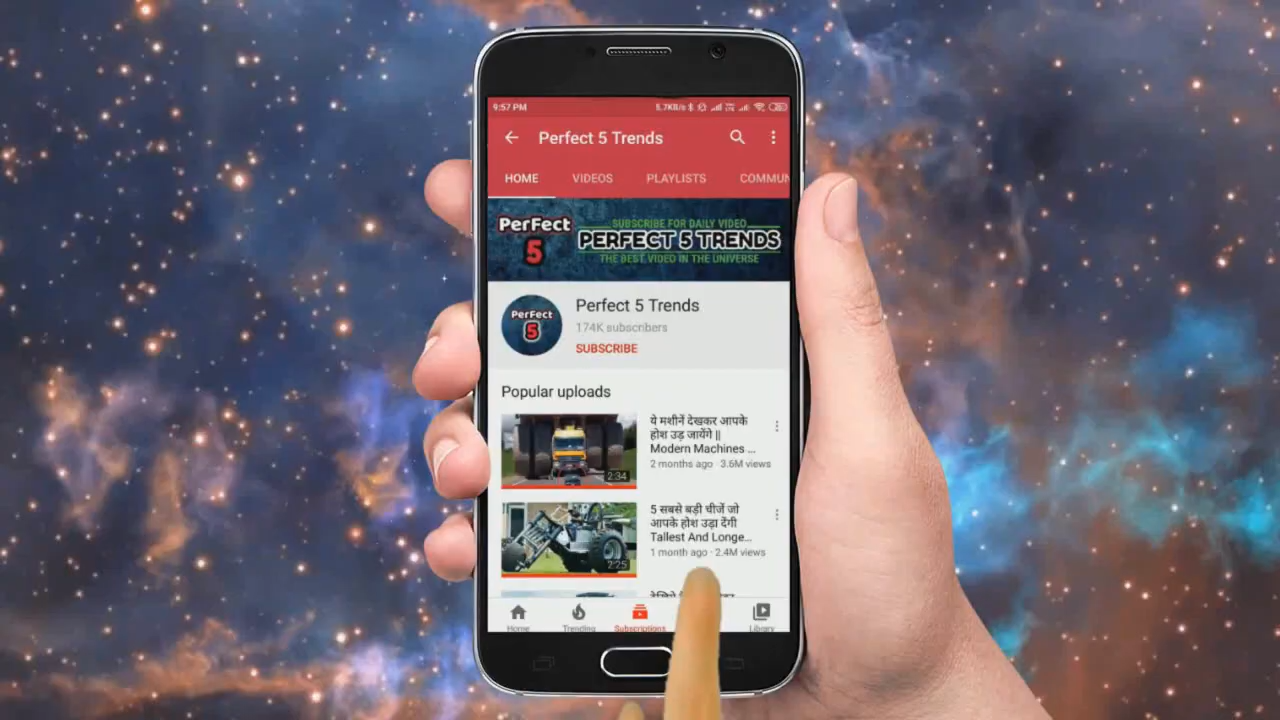 9:57 PM
5.7KB/s
Perfect 5 Trends
HOME VIDEOS PLAYLISTS COMMUN
PerFect
5
SUBSCRIBE FOR DAILY VIDEO
PERFECT 5 TRENDS
THE BEST VIDEO IN THE UNIVERSE
PerFect
5
Perfect 5 Trends
174K subscribers
SUBSCRIBE
Popular uploads
2:34
ये मशीनें देखकर आपके
होश उड़ जायेंगे ||
Modern Machines ...
2 months ago · 3.6M views
2:25
5 सबसे बड़ी चीजें जो
आपके होश उड़ा देंगी
Tallest And Longe...
1 month ago · 2.4M views
Home Trending Subscriptions Library